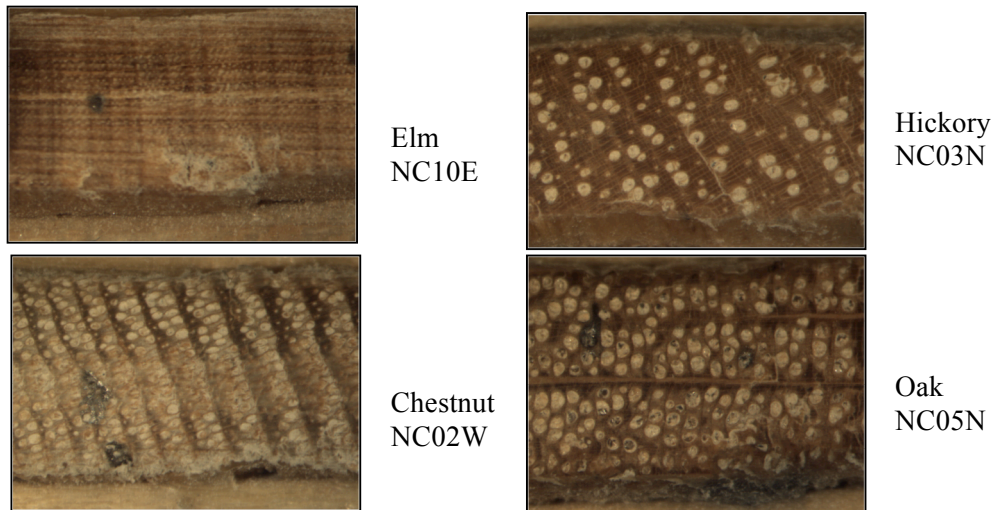 Elm
NC10E
Hickory
NC03N
Chestnut
NC02W
Oak
NC05N